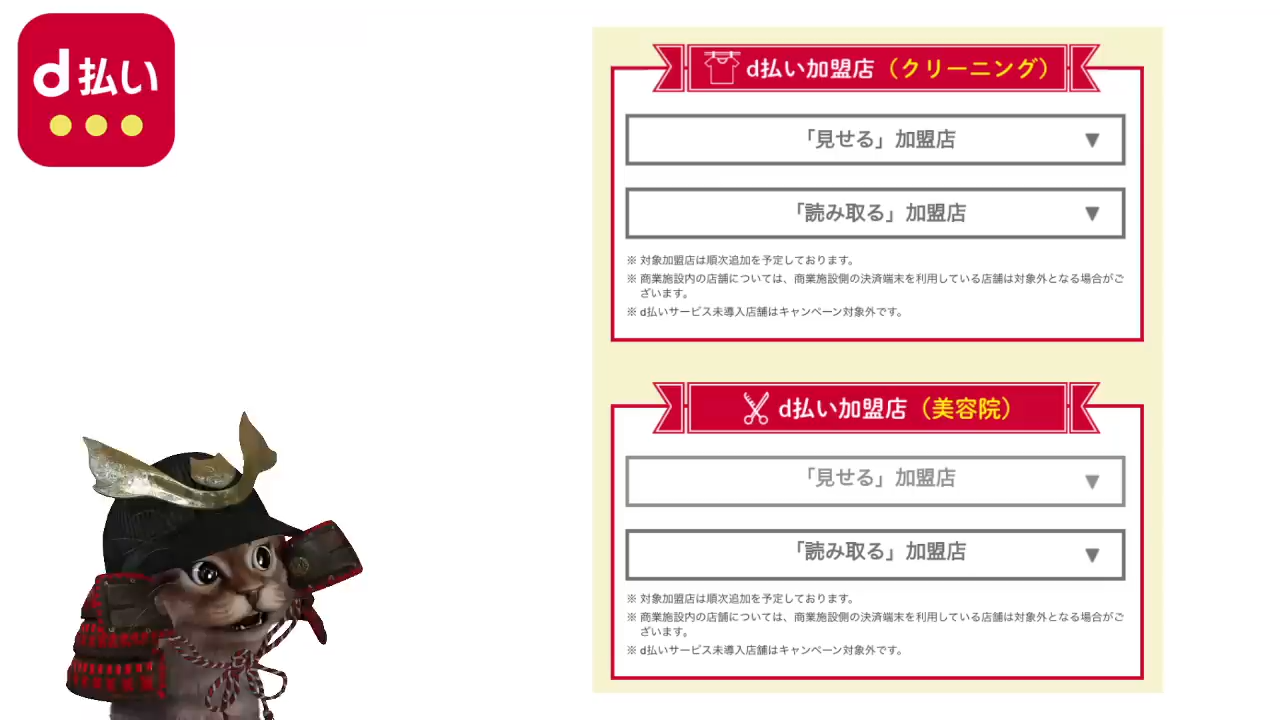 d払い
d払い加盟店（クリーニング）
「見せる」加盟店 ▼
「読み取る」加盟店 ▼
※ 対象加盟店は順次追加を予定しております。
※ 商業施設内の店舗については、商業施設側の決済端末を利用している店舗は対象外となる場合がご
ざいます。
※ d払いサービス未導入店舗はキャンペーン対象外です。
d払い加盟店（美容院）
「見せる」加盟店 ▼
「読み取る」加盟店 ▼
※ 対象加盟店は順次追加を予定しております。
※ 商業施設内の店舗については、商業施設側の決済端末を利用している店舗は対象外となる場合がご
ざいます。
※ d払いサービス未導入店舗はキャンペーン対象外です。